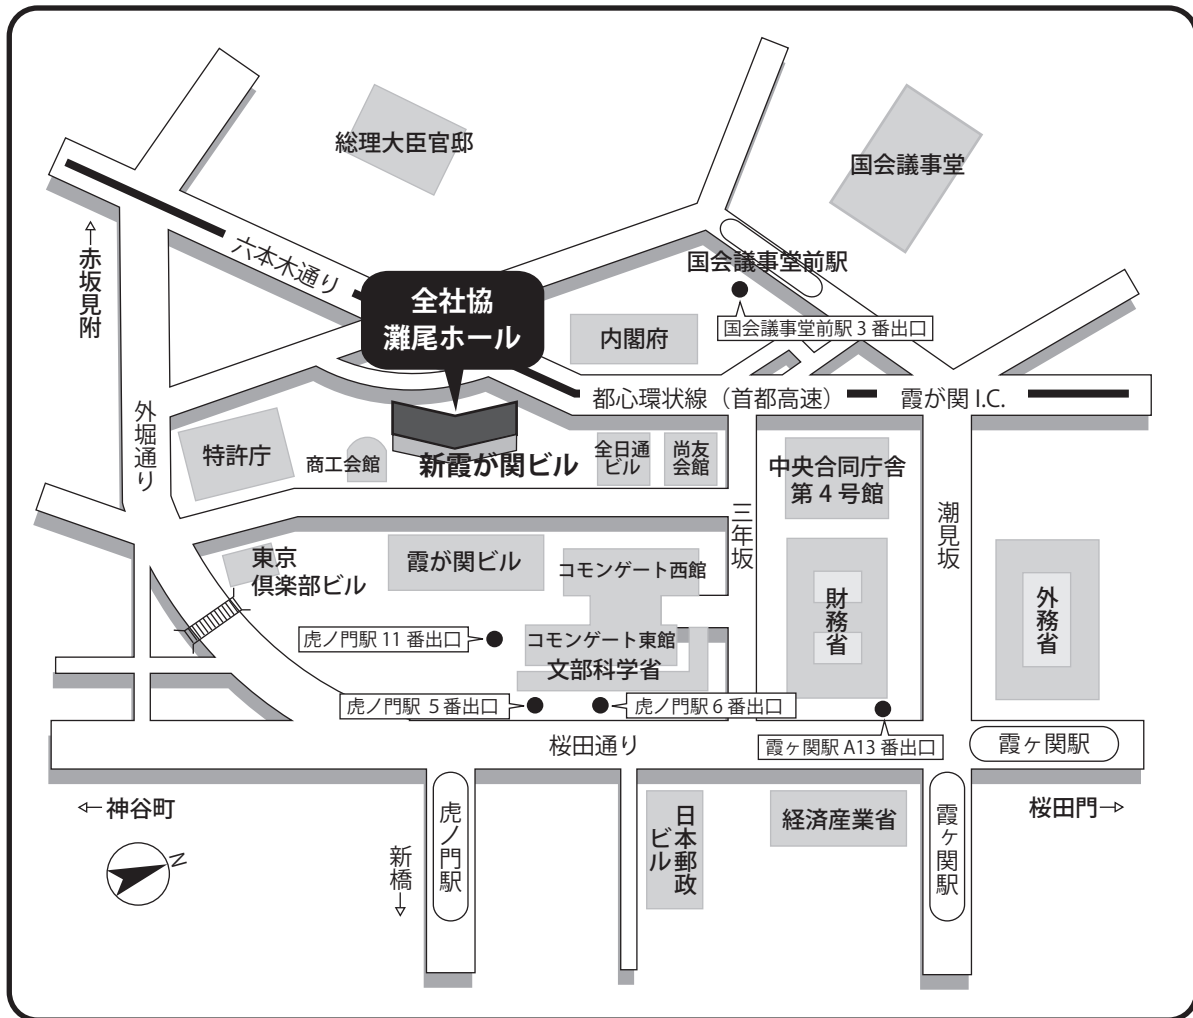 総理大臣官邸
国会議事堂
↑赤坂見附
六本木通り
国会議事堂前駅
全社協
灘尾ホール
国会議事堂前駅 3 番出口
内閣府
都心環状線（首都高速）
霞が関 I.C.
外堀通り
特許庁
商工会館
新霞が関ビル
全日通
ビル
尚友
会館
中央合同庁舎
第 4 号館
三年坂
潮見坂
東京
倶楽部ビル
霞が関ビル
コモンゲート西館
財務省
外務省
虎ノ門駅 11 番出口
コモンゲート東館
文部科学省
虎ノ門駅 5 番出口
虎ノ門駅 6 番出口
桜田通り
霞ヶ関駅 A13 番出口
霞ヶ関駅
←神谷町
桜田門→
N
新橋↓
虎ノ門駅
日本郵政
ビル
経済産業省
霞ヶ関駅